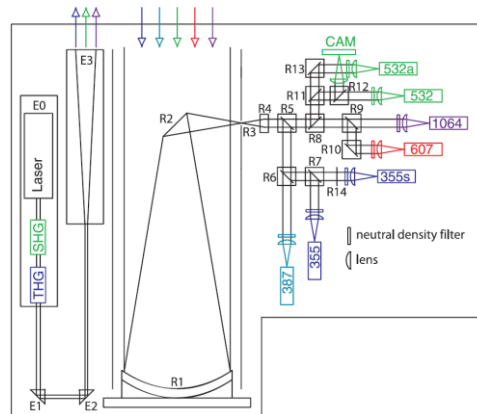 CAM
R13
532a
E3
R11
R12
532
E0
R2
R4
R5
R9
R3
R8
1064
R10
607
Laser
R6
R7
355s
R14
SHG
neutral density filter
lens
THG
387
355
R1
E1
E2